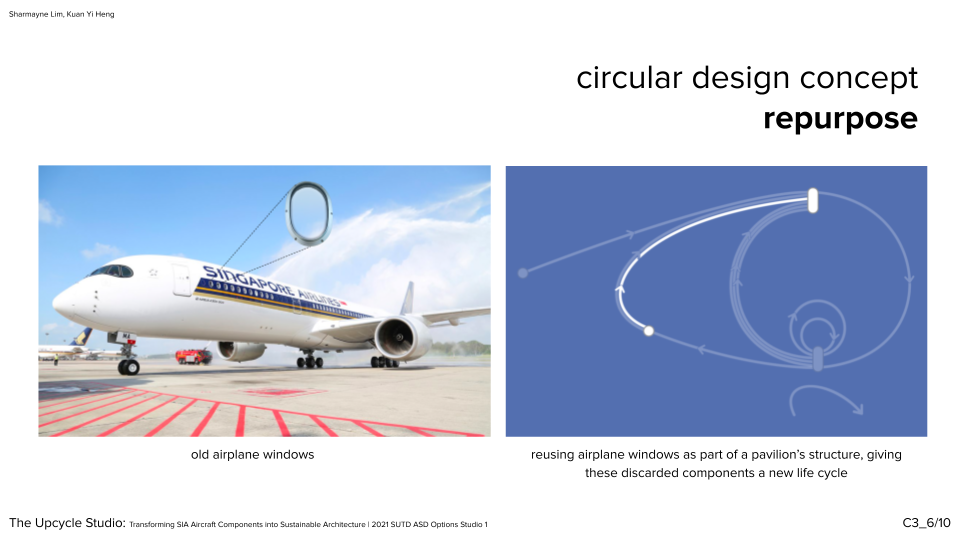 Sharmayne Lim, Kuan Yi Heng
circular design concept
repurpose
SINGAPORE AIRLINES
old airplane windows
reusing airplane windows as part of a pavilion's structure, giving
these discarded components a new life cycle
The Upcycle Studio: Transforming SIA Aircraft Components into Sustainable Architecture | 2021 SUTD ASD Options Studio 1
C3_6/10